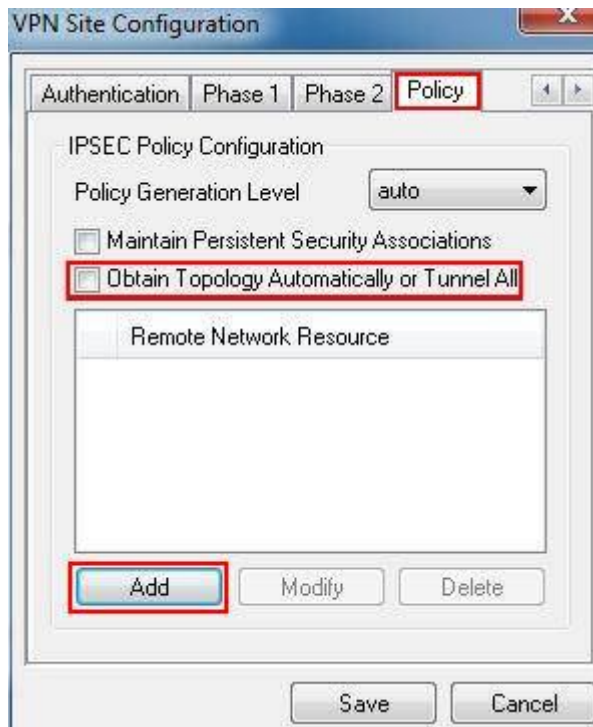 VPN Site Configuration
Authentication Phase 1 Phase 2 Policy
IPSEC Policy Configuration
Policy Generation Level auto
Maintain Persistent Security Associations
Obtain Topology Automatically or Tunnel All
Remote Network Resource
Add Modify Delete
Save Cancel